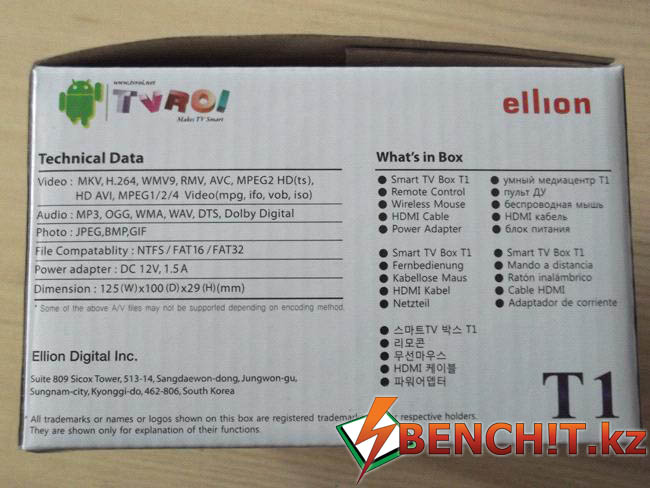 www.tvroi.net
TVROI
Makes TV Smart
ellion
Technical Data
Video : MKV, H.264, WMV9, RMV, AVC, MPEG2 HD(ts),
HD AVI, MPEG1/2/4 Video(mpg, ifo, vob, iso)
Audio : MP3, OGG, WMA, WAV, DTS, Dolby Digital
Photo : JPEG,BMP,GIF
File Compatablity : NTFS / FAT16 / FAT32
Power adapter : DC 12V, 1.5A
Dimension : 125(W)x100(D)x29(H)(mm)
* Some of the above A/V files may not be supported depending on encoding method.
Ellion Digital Inc.
Suite 809 Sicox Tower, 513-14, Sangdaewon-dong, Jungwon-gu,
Sungnam-city, Kyonggi-do, 462-806, South Korea
What's in Box
● Smart TV Box T1
● Remote Control
● Wireless Mouse
● HDMI Cable
● Power Adapter
● умный медиацентр T1
● пульт ДУ
● беспроводная мышь
● HDMI кабель
● блок питания
● Smart TV Box T1
● Fernbedienung
● Kabellose Maus
● HDMI Kabel
● Netzteil
● Smart TV Box T1
● Mando a distancia
● Ratón inalámbrico
● Cable HDMI
● Adaptador de corriente
● 스마트TV 박스 T1
● 리모콘
● 무선마우스
● HDMI 케이블
● 파워어뎁터
T1
* All trademarks or names or logos shown on this box are registered respective holders.
They are shown only for explanation of their functions.
BENCH!T.kz